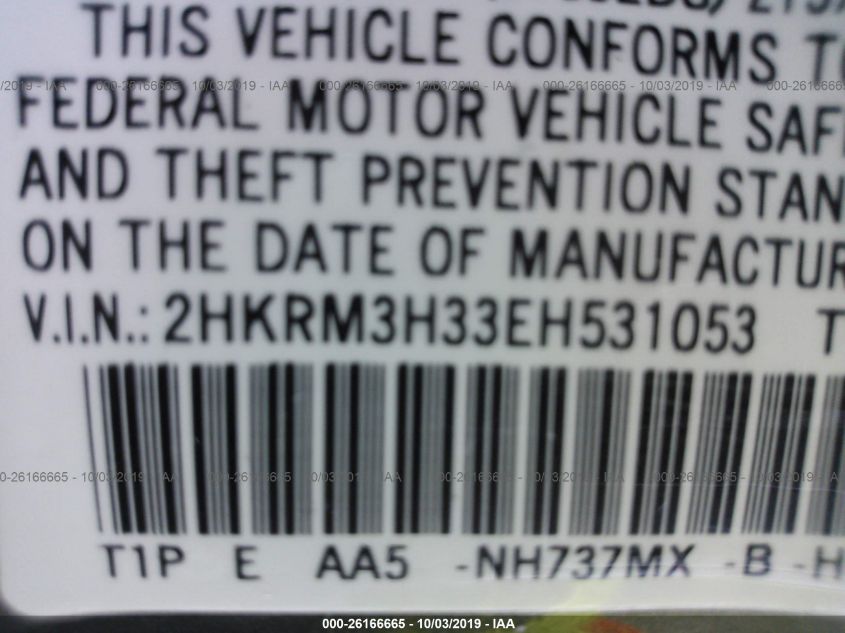 THIS VEHICLE CONFORMS
FEDERAL MOTOR VEHICLE
AND THEFT PREVENTION
ON THE DATE OF
V.I.N.: 2HKRM3H33EH531053 T
T1P E AA5 -NH737MX -B -H
000-26166665 - 10/03/2019 - IAA